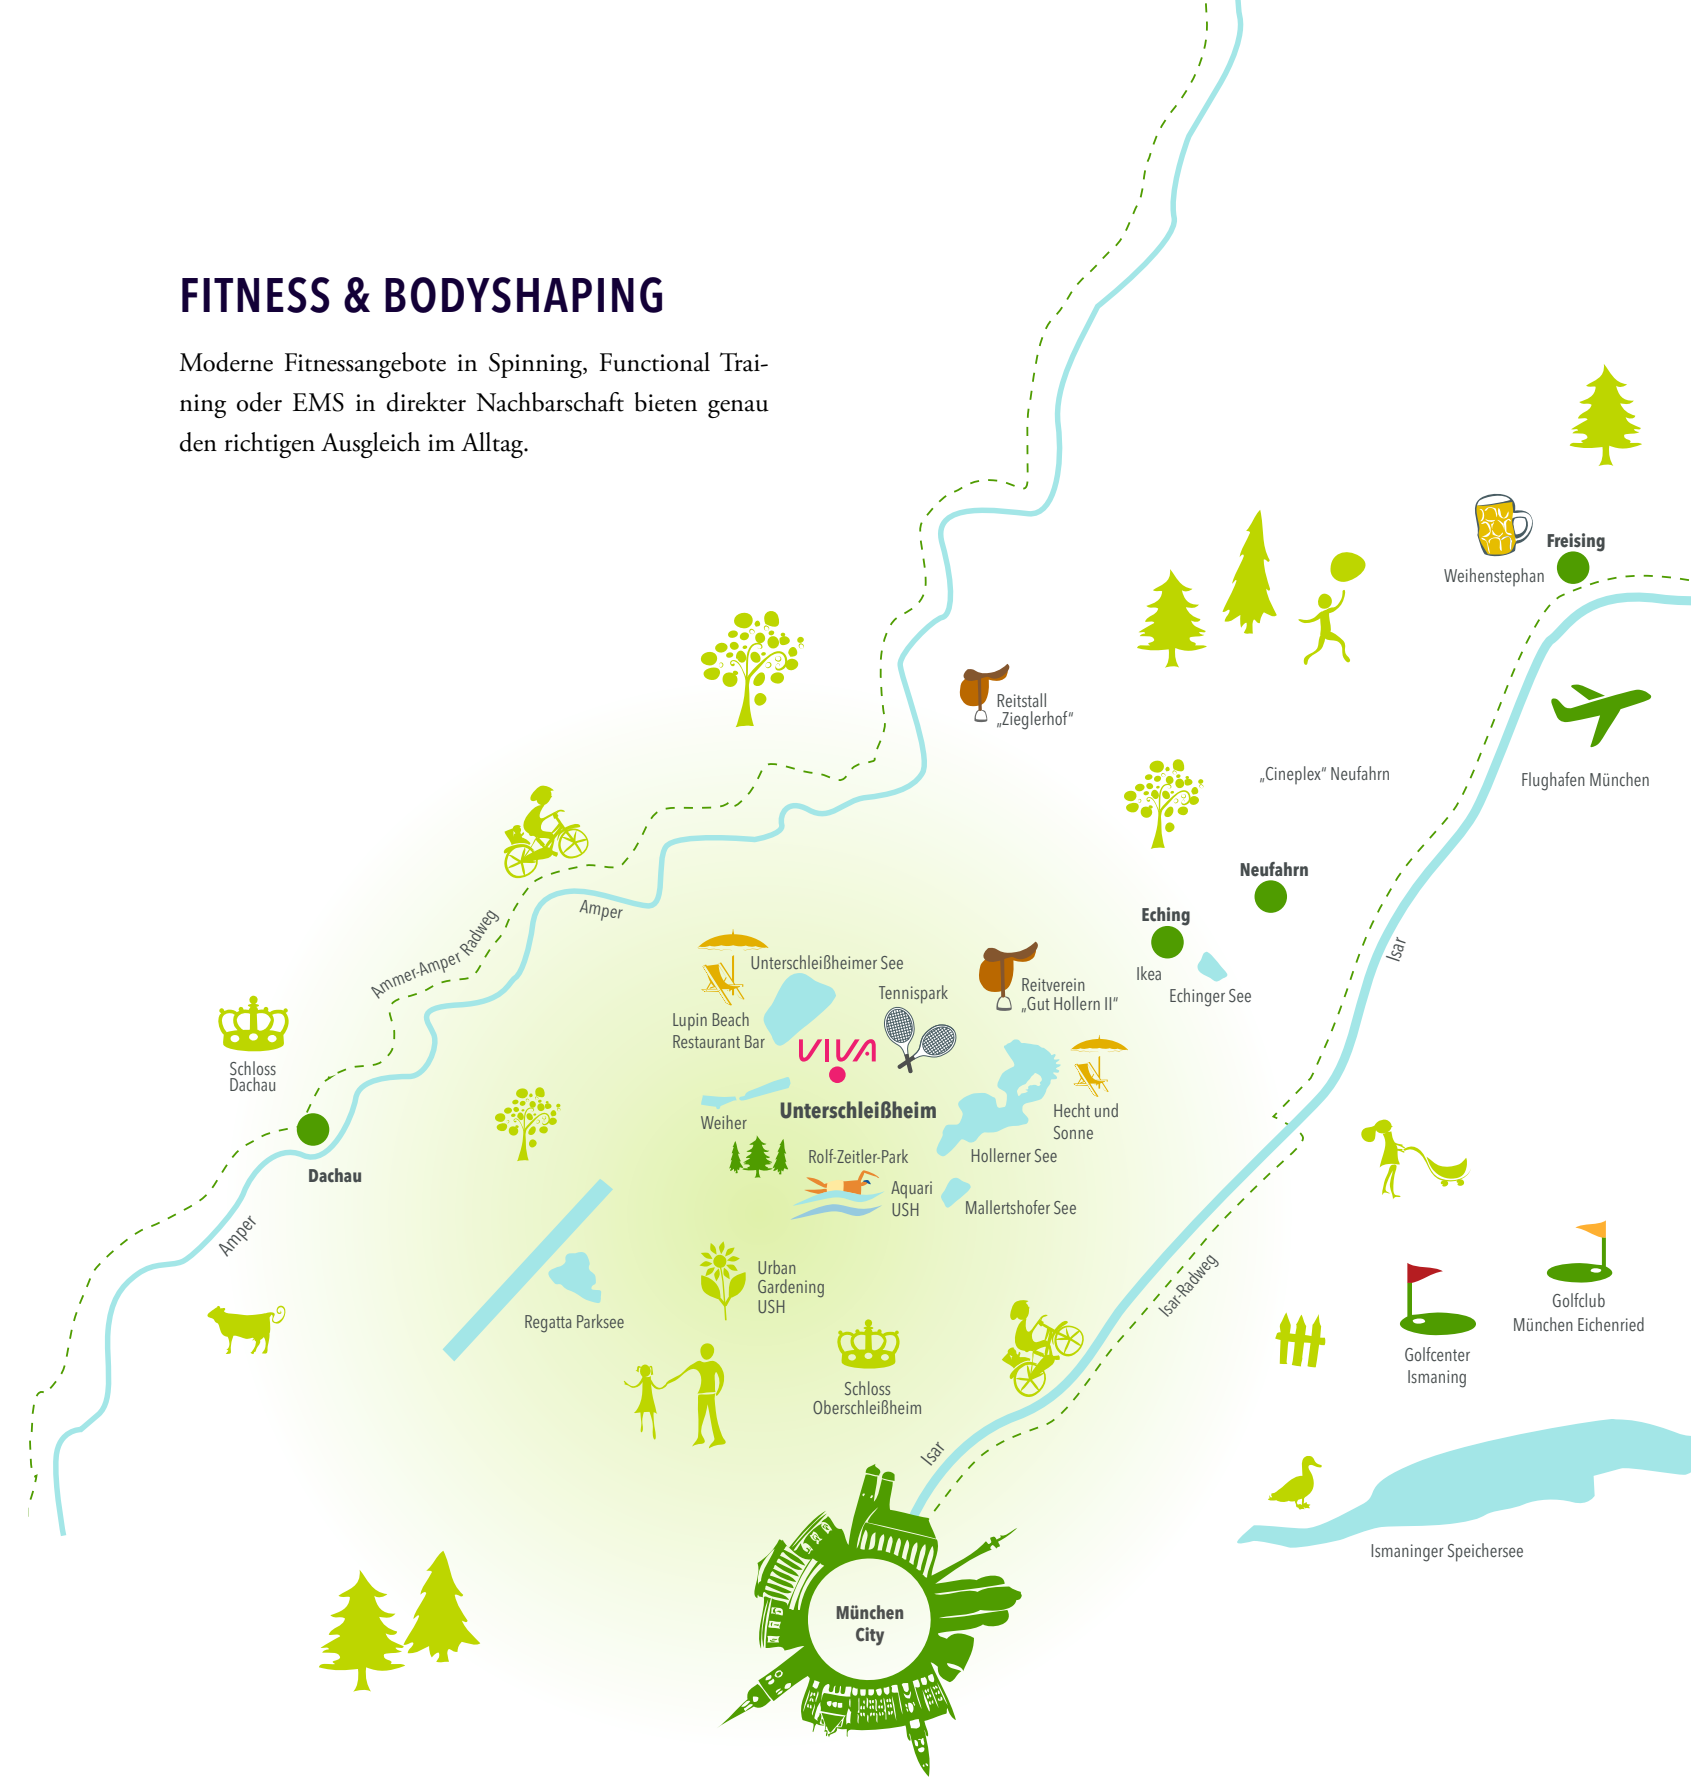 FITNESS & BODYSHAPING
Moderne Fitnessangebote in Spinning, Functional Trai-
ning oder EMS in direkter Nachbarschaft bieten genau
den richtigen Ausgleich im Alltag.
Freising
Weihenstephan
Reitstall
„Zieglerhof“
„Cineplex“ Neufahrn
Flughafen München
Neufahrn
Amper
Eching
Ammer-Amper Radweg
Isar
Unterschleißheimer See
Ikea
Reitverein
„Gut Hollern II“
Tennispark
Echinger See
Lupin Beach
Restaurant Bar
VIVA
Schloss
Dachau
Unterschleißheim
Hecht und
Sonne
Weiher
Rolf-Zeitler-Park
Hollerner See
Dachau
Aquari
USH
Mallertshofer See
Amper
Urban
Gardening
USH
Isar-Radweg
Golfclub
München Eichenried
Regatta Parksee
Golfcenter
Ismaning
Schloss
Oberschleißheim
Isar
Ismaninger Speichersee
München
City